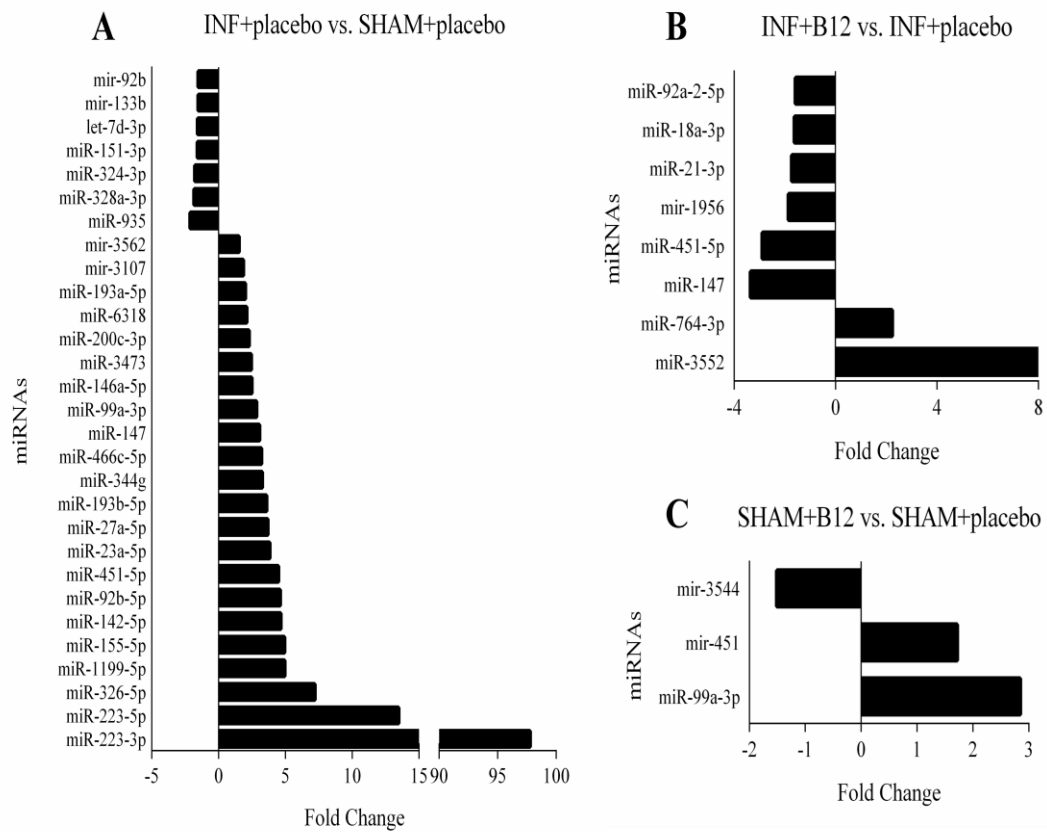 A
INF+placebo vs. SHAM+placebo
miRNAs
mir-92b
mir-133b
let-7d-3p
miR-151-3p
miR-324-3p
miR-328a-3p
miR-935
mir-3562
mir-3107
miR-193a-5p
miR-6318
miR-200c-3p
miR-3473
miR-146a-5p
miR-99a-3p
miR-147
miR-466c-5p
miR-344g
miR-193b-5p
miR-27a-5p
miR-23a-5p
miR-451-5p
miR-92b-5p
miR-142-5p
miR-155-5p
miR-1199-5p
miR-326-5p
miR-223-5p
miR-223-3p
-5 0 5 10 15 90 95 100
Fold Change
B
INF+B12 vs. INF+placebo
miRNAs
miR-92a-2-5p
miR-18a-3p
miR-21-3p
mir-1956
miR-451-5p
miR-147
miR-764-3p
miR-3552
-4 0 4 8
Fold Change
C
SHAM+B12 vs. SHAM+placebo
miRNAs
mir-3544
mir-451
miR-99a-3p
-2 -1 0 1 2 3
Fold Change